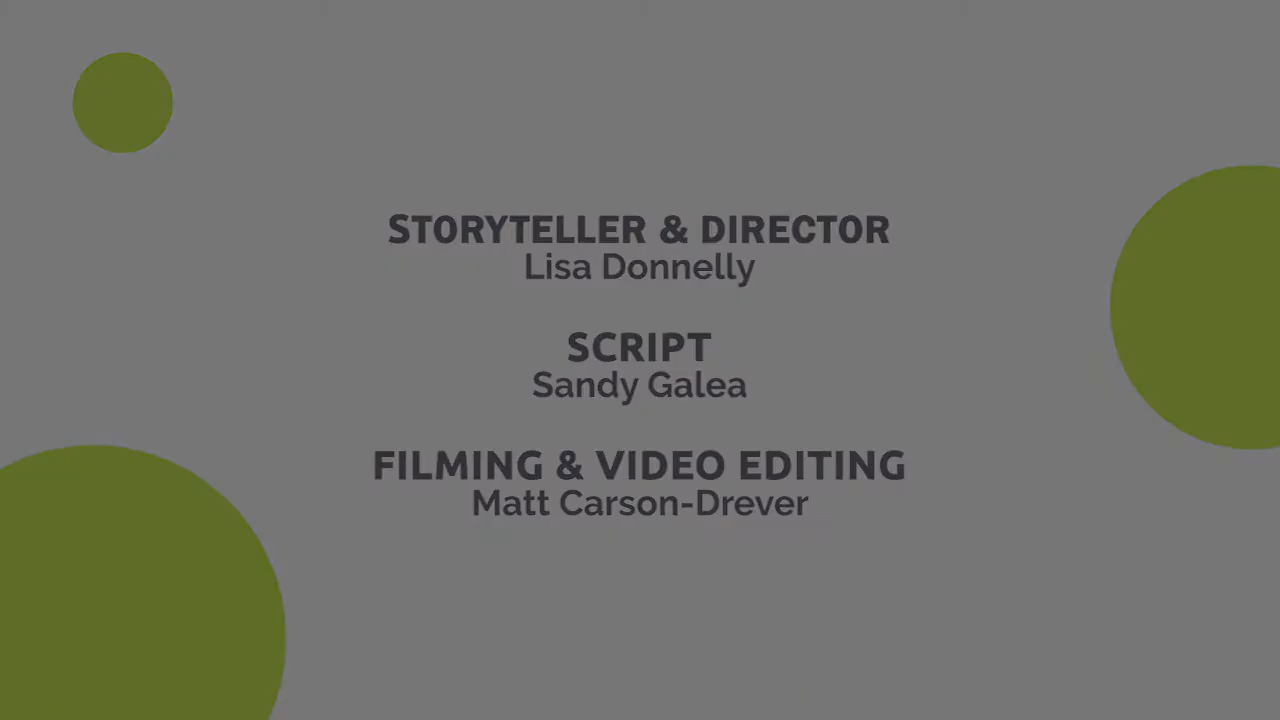 STORYTELLER & DIRECTOR
Lisa Donnelly
SCRIPT
Sandy Galea
FILMING & VIDEO EDITING
Matt Carson-Drever